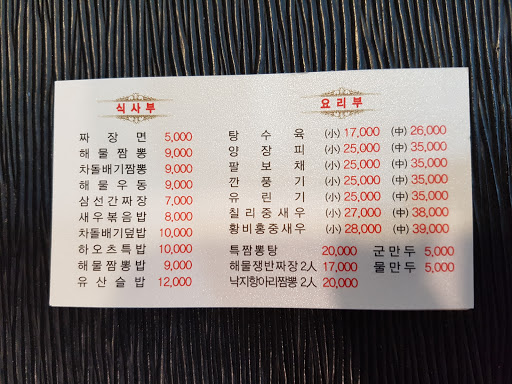 식사부
짜장면 5,000
해물짬뽕 9,000
차돌배기짬뽕 9,000
해물우동 9,000
삼선간짜장 7,000
새우볶음밥 8,000
차돌배기덮밥 10,000
하오츠특밥 10,000
해물짬뽕밥 9,000
유산슬밥 12,000
요리부
탕수육 (小) 17,000 (中) 26,000
양장피 (小) 25,000 (中) 35,000
팔보채 (小) 25,000 (中) 35,000
깐풍기 (小) 25,000 (中) 35,000
유린기 (小) 25,000 (中) 35,000
칠리중새우 (小) 27,000 (中) 38,000
황비홍중새우 (小) 28,000 (中) 39,000
특짬뽕탕 20,000 군만두 5,000
해물쟁반짜장 2人 17,000 물만두 5,000
낙지항아리짬뽕 2人 20,000